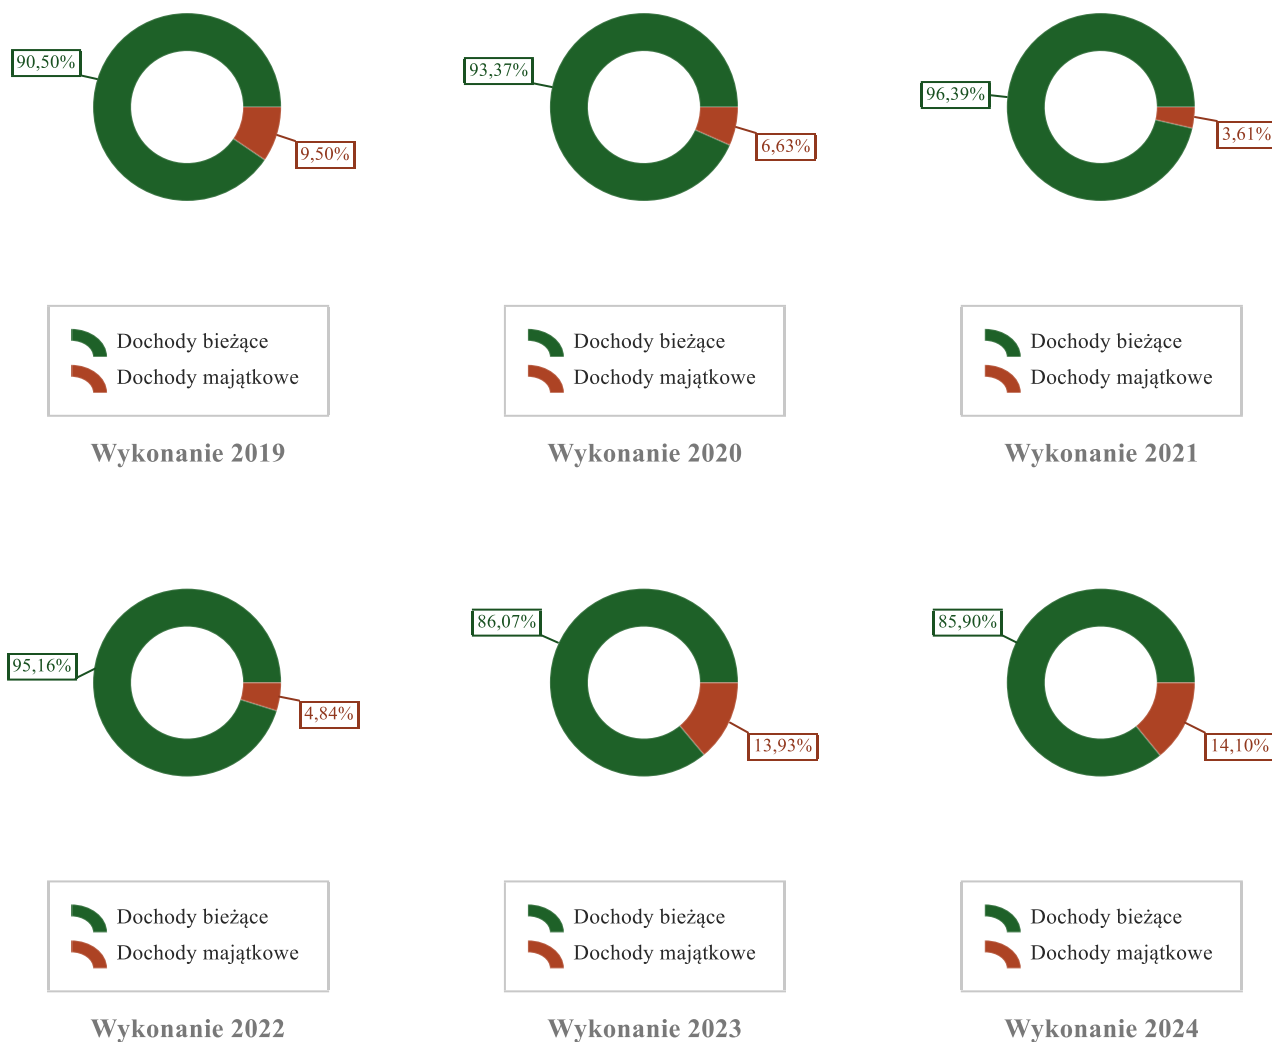 90,50%
9,50%
Dochody bieżące
Dochody majątkowe
Wykonanie 2019
93,37%
6,63%
Dochody bieżące
Dochody majątkowe
Wykonanie 2020
96,39%
3,61%
Dochody bieżące
Dochody majątkowe
Wykonanie 2021
95,16%
4,84%
Dochody bieżące
Dochody majątkowe
Wykonanie 2022
86,07%
13,93%
Dochody bieżące
Dochody majątkowe
Wykonanie 2023
85,90%
14,10%
Dochody bieżące
Dochody majątkowe
Wykonanie 2024